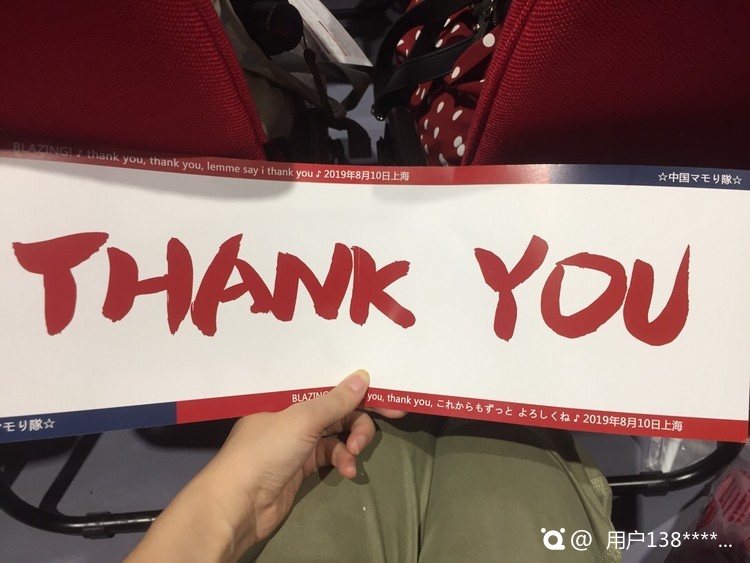 BLAZING! ♪ thank you, thank you, lemme say i thank you ♪ 2019年8月10日上海
☆中国マモり隊☆
THANK YOU
マモり隊☆
BLAZING you, thank you, これからもずっと よろしくね ♪ 2019年8月10日上海
@ 用户138****...